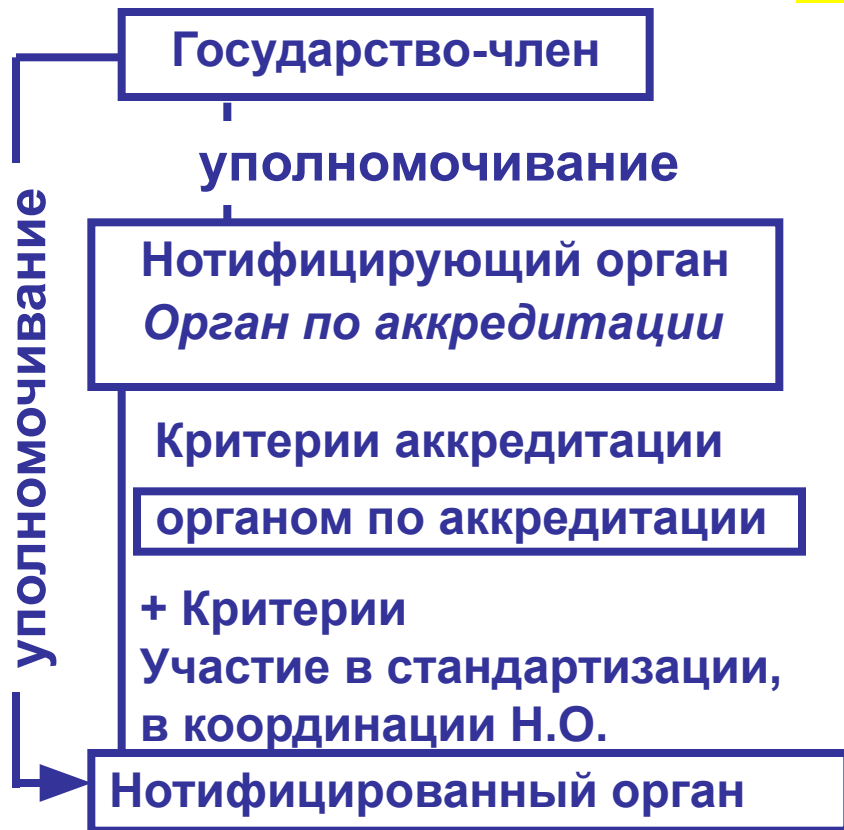 Государство-член
уполномочивание
уполномочивание
Нотифицирующий орган
Орган по аккредитации
Критерии аккредитации
органом по аккредитации
+ Критерии
Участие в стандартизации,
в координации Н.О.
Нотифицированный орган